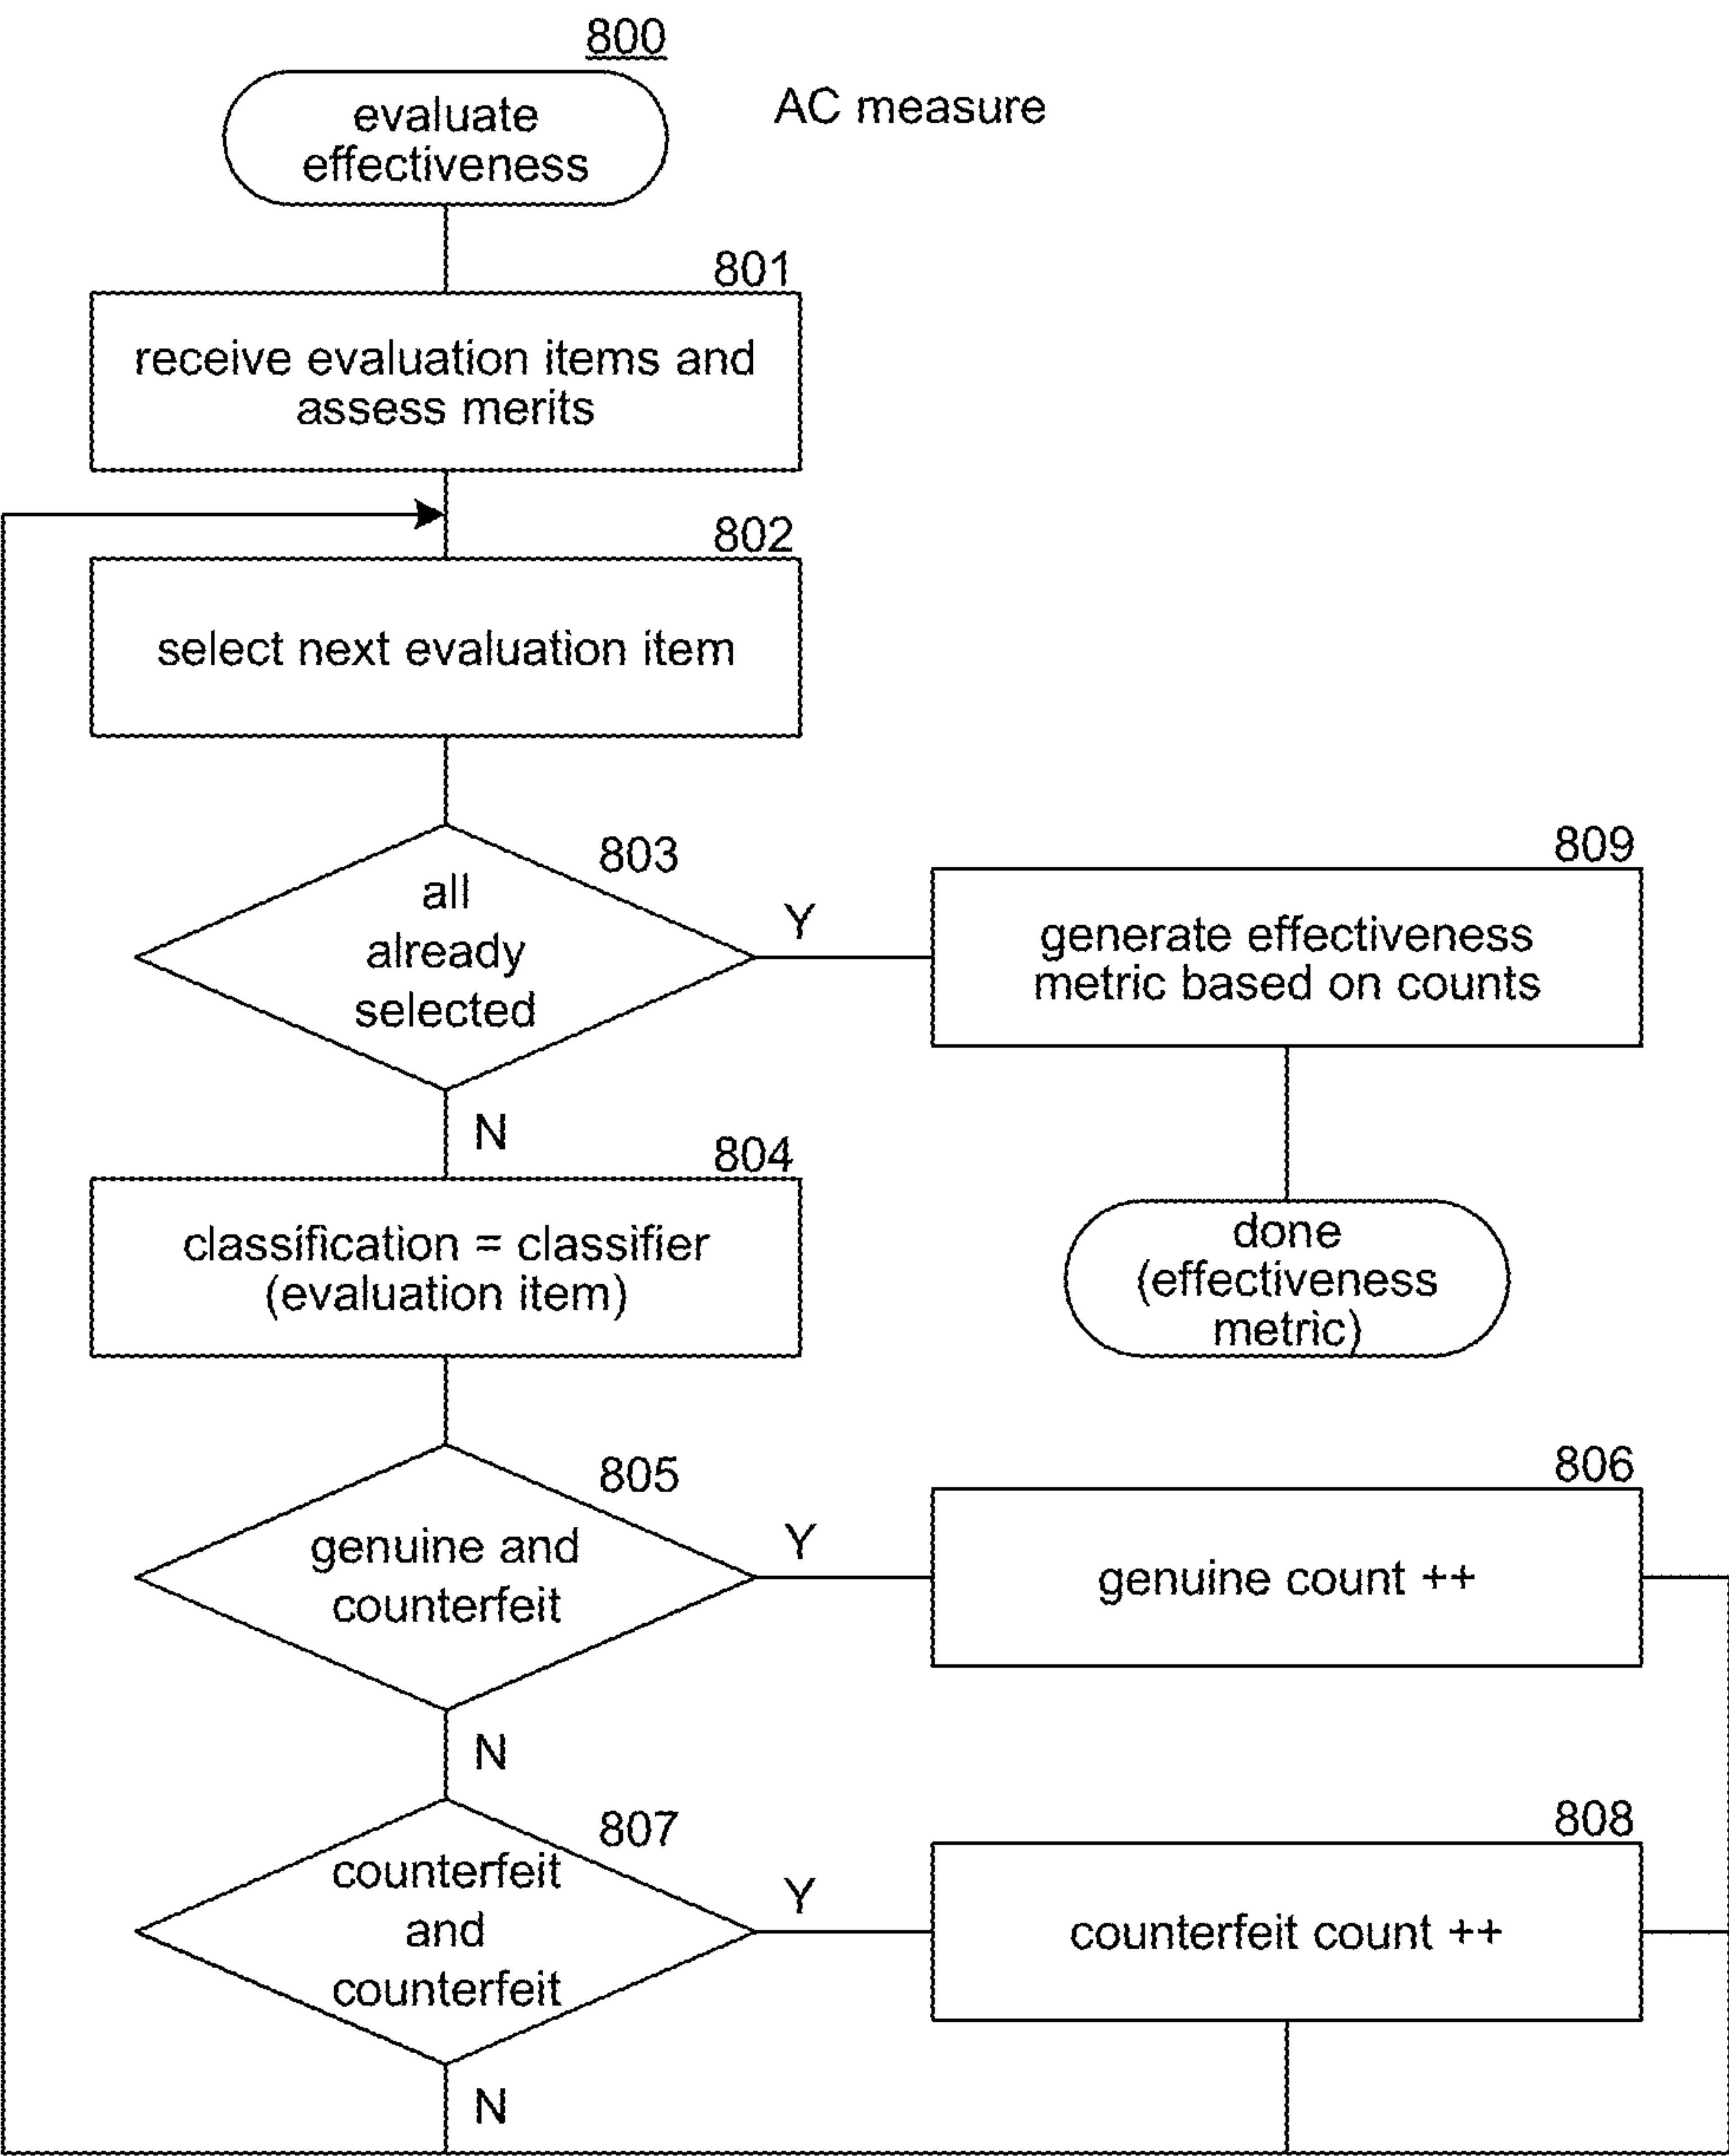 800
evaluate
effectiveness
AC measure
801
receive evaluation items and
assess merits
802
select next evaluation item
803
all
already
selected
Y
809
generate effectiveness
metric based on counts
N
done
(effectiveness
metric)
804
classification = classifier
(evaluation item)
805
genuine and
counterfeit
Y
806
genuine count ++
N
807
counterfeit
and
counterfeit
Y
808
counterfeit count ++
N